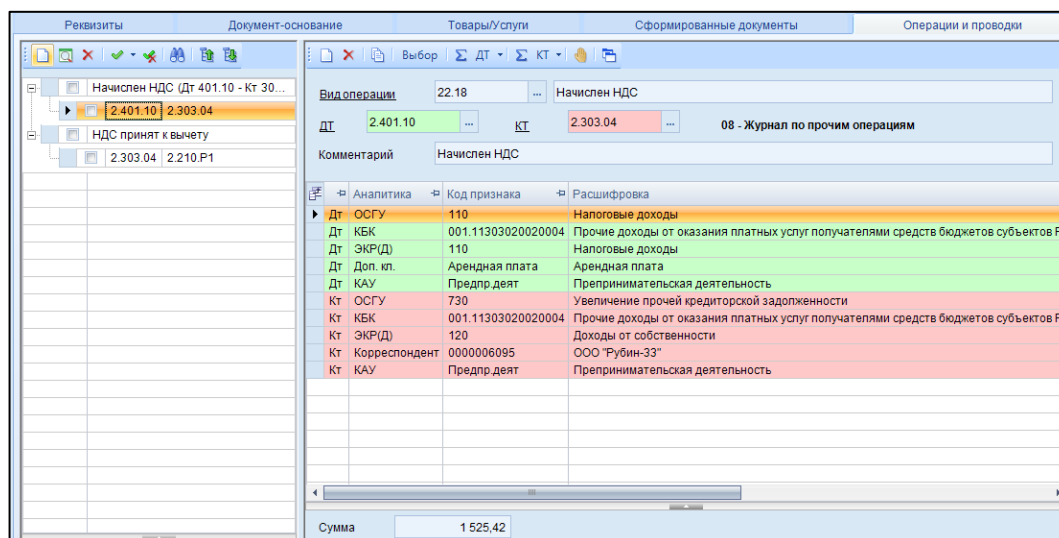 Реквизиты Документ-основание Товары/Услуги Сформированные документы Операции и проводки
Выбор Σ ДТ Σ КТ
Начислен НДС (Дт 401.10 - Кт 30...
2.401.10 2.303.04
НДС принят к вычету
2.303.04 2.210.P1
Вид операции 22.18 ... Начислен НДС
ДТ 2.401.10 ... КТ 2.303.04 ... 08 - Журнал по прочим операциям
Комментарий Начислен НДС
Аналитика Код признака Расшифровка
Дт ОСГУ 110 Налоговые доходы
Дт КБК 001.11303020020004 Прочие доходы от оказания платных услуг получателями средств бюджетов субъектов
Дт ЭКР(Д) 110 Налоговые доходы
Дт Доп. кл. Арендная плата Арендная плата
Дт КАУ Предпр.деят Препринимательская деятельность
Кт ОСГУ 730 Увеличение прочей кредиторской задолженности
Кт КБК 001.11303020020004 Прочие доходы от оказания платных услуг получателями средств бюджетов субъектов
Кт ЭКР(Д) 120 Доходы от собственности
Кт Корреспондент 0000006095 ООО "Рубин-33"
Кт КАУ Предпр.деят Препринимательская деятельность
Сумма 1 525,42